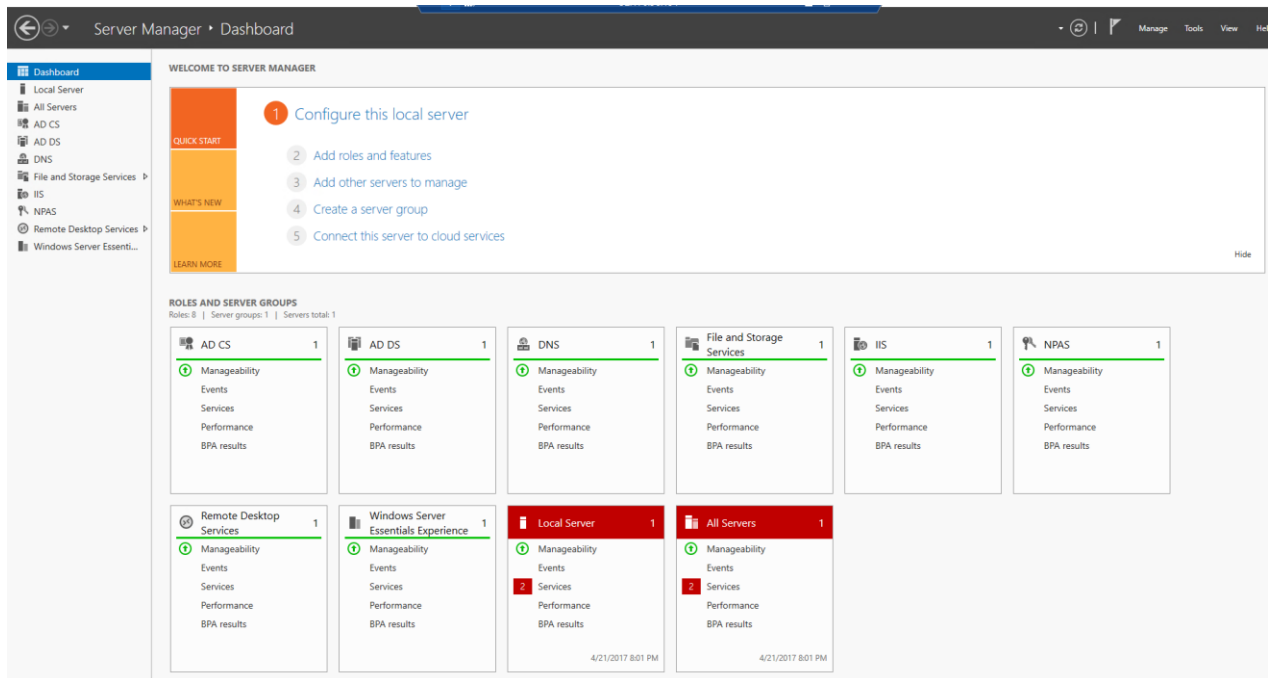 Server Manager • Dashboard
Manage Tools View Hel
Dashboard
Local Server
All Servers
AD CS
AD DS
DNS
File and Storage Services
IIS
NPAS
Remote Desktop Services
Windows Server Essenti...
WELCOME TO SERVER MANAGER
QUICK START
WHAT'S NEW
LEARN MORE
1 Configure this local server
2 Add roles and features
3 Add other servers to manage
4 Create a server group
5 Connect this server to cloud services
Hide
ROLES AND SERVER GROUPS
Roles: 8 | Server groups: 1 | Servers total: 1
AD CS 1
Manageability
Events
Services
Performance
BPA results
AD DS 1
Manageability
Events
Services
Performance
BPA results
DNS 1
Manageability
Events
Services
Performance
BPA results
File and Storage
Services 1
Manageability
Events
Services
Performance
BPA results
IIS 1
Manageability
Events
Services
Performance
BPA results
NPAS 1
Manageability
Events
Services
Performance
BPA results
Remote Desktop
Services 1
Manageability
Events
Services
Performance
BPA results
Windows Server
Essentials Experience 1
Manageability
Events
Services
Performance
BPA results
Local Server 1
Manageability
Events
2 Services
Performance
BPA results
4/21/2017 8:01 PM
All Servers 1
Manageability
Events
2 Services
Performance
BPA results
4/21/2017 8:01 PM